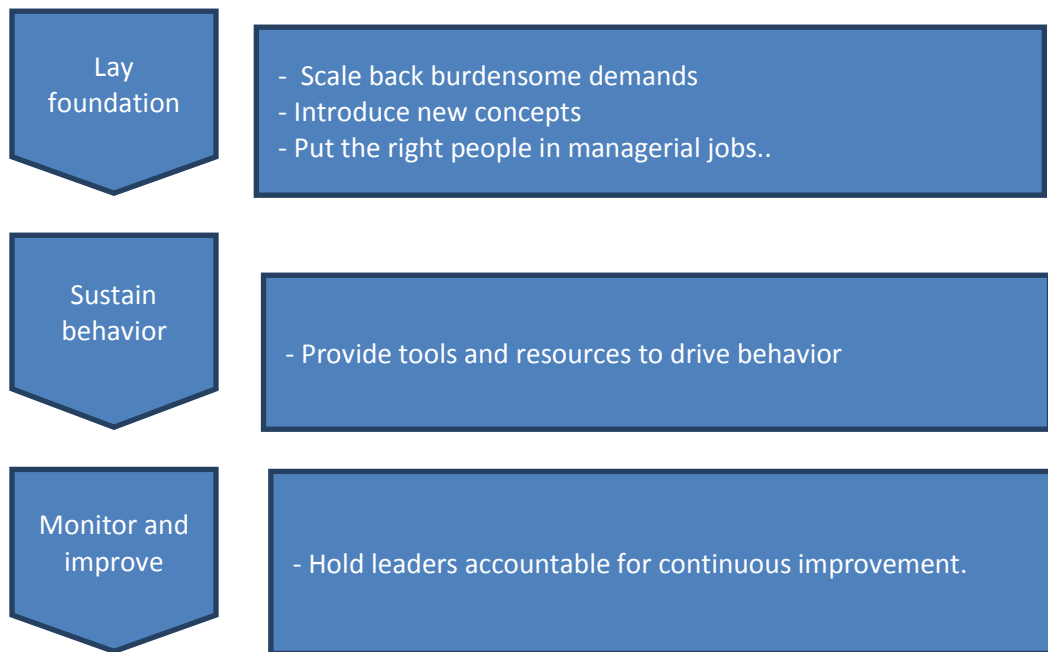 Lay
foundation
-  Scale back burdensome demands
- Introduce new concepts
- Put the right people in managerial jobs..
Sustain
behavior
- Provide tools and resources to drive behavior
Monitor and
improve
- Hold leaders accountable for continuous improvement.